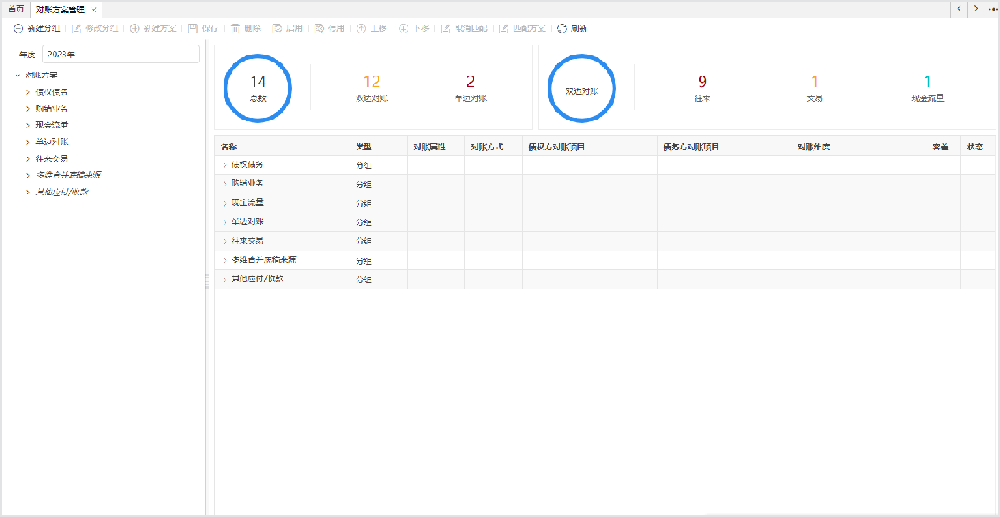 首页 对账方案管理 ×
新建分组 修改分组 新建方案 保存 删除 启用 停用 上移 下移 取消匹配 匹配方案 刷新
年度 2023年
对账方案
债权债务
购销业务
现金流量
单边对账
往来交易
多维合并底稿来源
其他应付/收款
14 总数
12 双边对账
2 单边对账
双边对账
9 往来
1 交易
1 现金流量
名称 类型 对账属性 对账方式 债权方对账项目 债务方对账项目 对账维度 容差 状态
债权债务 分组
购销业务 分组
现金流量 分组
单边对账 分组
往来交易 分组
多维合并底稿来源 分组
其他应付/收款 分组